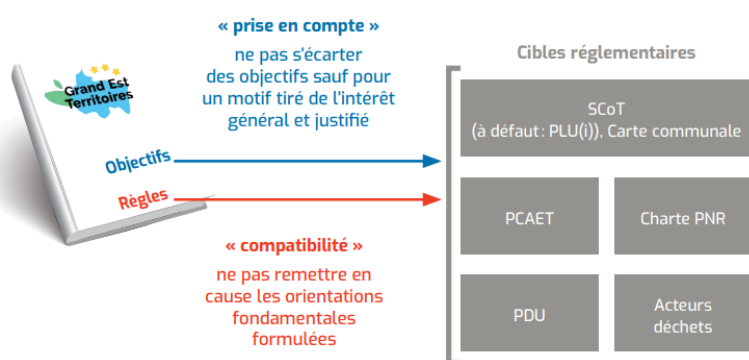 « prise en compte »
ne pas s'écarter
des objectifs sauf pour
un motif tiré de l'intérêt
général et justifié
Grand Est
Territoires
Objectifs
Règles
« compatibilité »
ne pas remettre en
cause les orientations
fondamentales
formulées
Cibles réglementaires
SCoT
(à défaut : PLU(i)), Carte communale
PCAET
Charte PNR
PDU
Acteurs
déchets